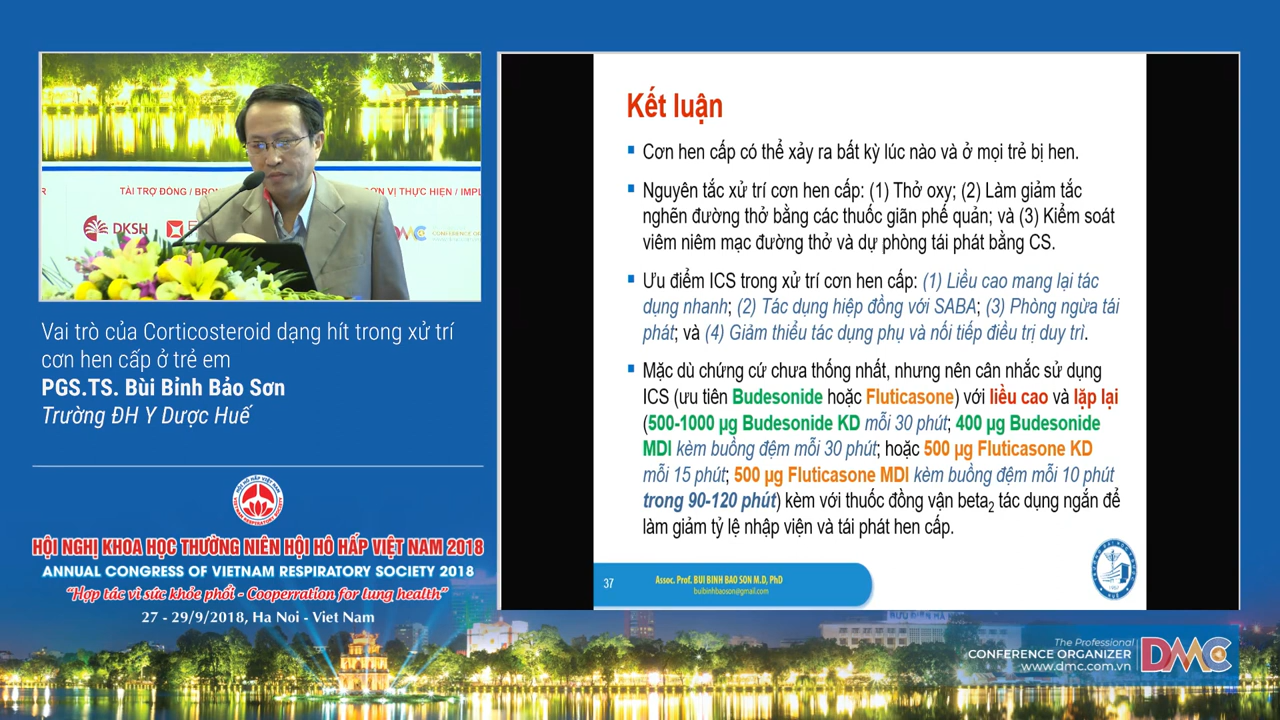 R
TÀI TRỢ ĐỒNG / BRO
ƠN VỊ THỰC HIỆN / IMPL
DKSH
DMC
Vai trò của Corticosteroid dạng hít trong xử trí
cơn hen cấp ở trẻ em
PGS.TS. Bùi Bỉnh Bảo Sơn
Trường ĐH Y Dược Huế
HỘI NGHỊ KHOA HỌC THƯỜNG NIÊN HỘI HÔ HẤP VIỆT NAM 2018
ANNUAL CONGRESS OF VIETNAM RESPIRATORY SOCIETY 2018
“Hợp tác vì sức khỏe phổi - Cooperration for lung health”
27 - 29/9/2018, Ha Noi - Viet Nam
Kết luận
Cơn hen cấp có thể xảy ra bất kỳ lúc nào và ở mọi trẻ bị hen.
Nguyên tắc xử trí cơn hen cấp: (1) Thở oxy; (2) Làm giảm tắc
nghẽn đường thở bằng các thuốc giãn phế quản; và (3) Kiểm soát
viêm niêm mạc đường thở và dự phòng tái phát bằng CS.
Ưu điểm ICS trong xử trí cơn hen cấp: (1) Liều cao mang lại tác
dụng nhanh; (2) Tác dụng hiệp đồng với SABA; (3) Phòng ngừa tái
phát; và (4) Giảm thiểu tác dụng phụ và nối tiếp điều trị duy trì.
Mặc dù chứng cứ chưa thống nhất, nhưng nên cân nhắc sử dụng
ICS (ưu tiên Budesonide hoặc Fluticasone) với liều cao và lặp lại
(500-1000 µg Budesonide KD mỗi 30 phút; 400 µg Budesonide
MDI kèm buồng đệm mỗi 30 phút; hoặc 500 µg Fluticasone KD
mỗi 15 phút; 500 µg Fluticasone MDI kèm buồng đệm mỗi 10 phút
trong 90-120 phút) kèm với thuốc đồng vận beta₂ tác dụng ngắn để
làm giảm tỷ lệ nhập viện và tái phát hen cấp.
37
Assoc. Prof. BUI BINH BAO SON M.D, PhD
buibinhbaoson@gmail.com
The Professional
CONFERENCE ORGANIZER
www.dmc.com.vn
DMC